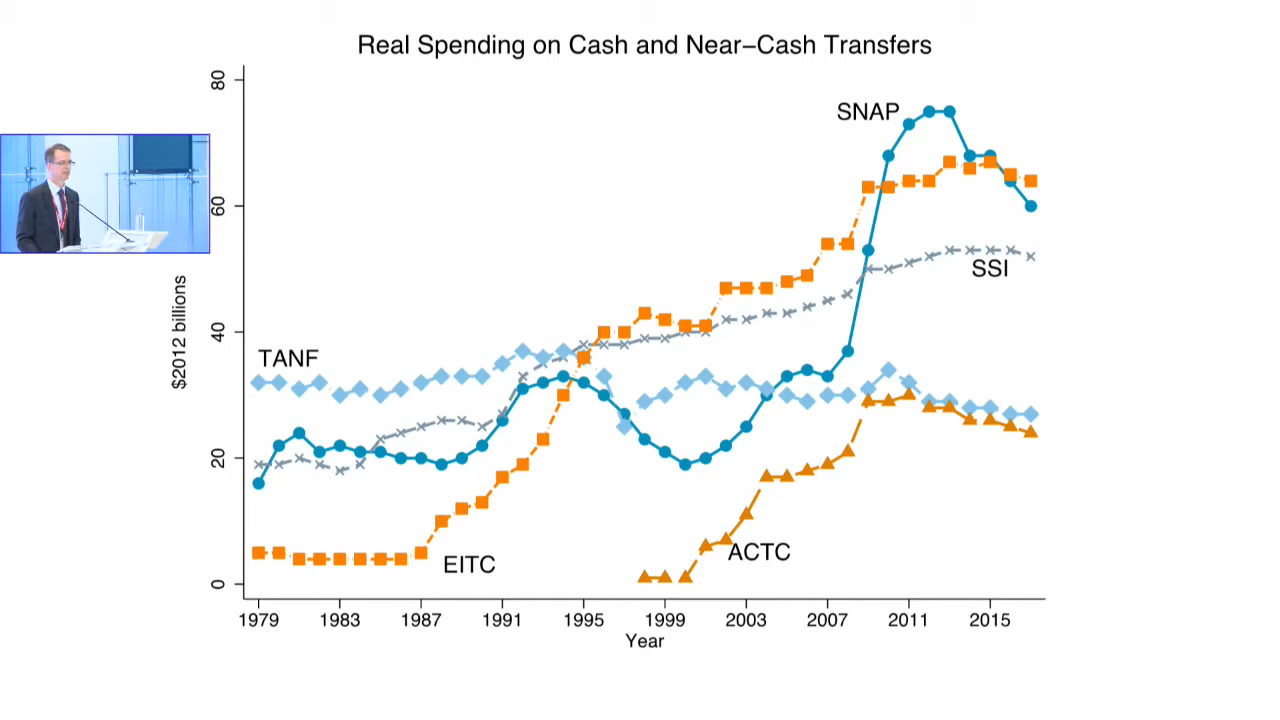 Real Spending on Cash and Near–Cash Transfers
80
60
40
20
0
$2012 billions
SNAP
SSI
TANF
EITC
ACTC
1979 1983 1987 1991 1995 1999 2003 2007 2011 2015
Year